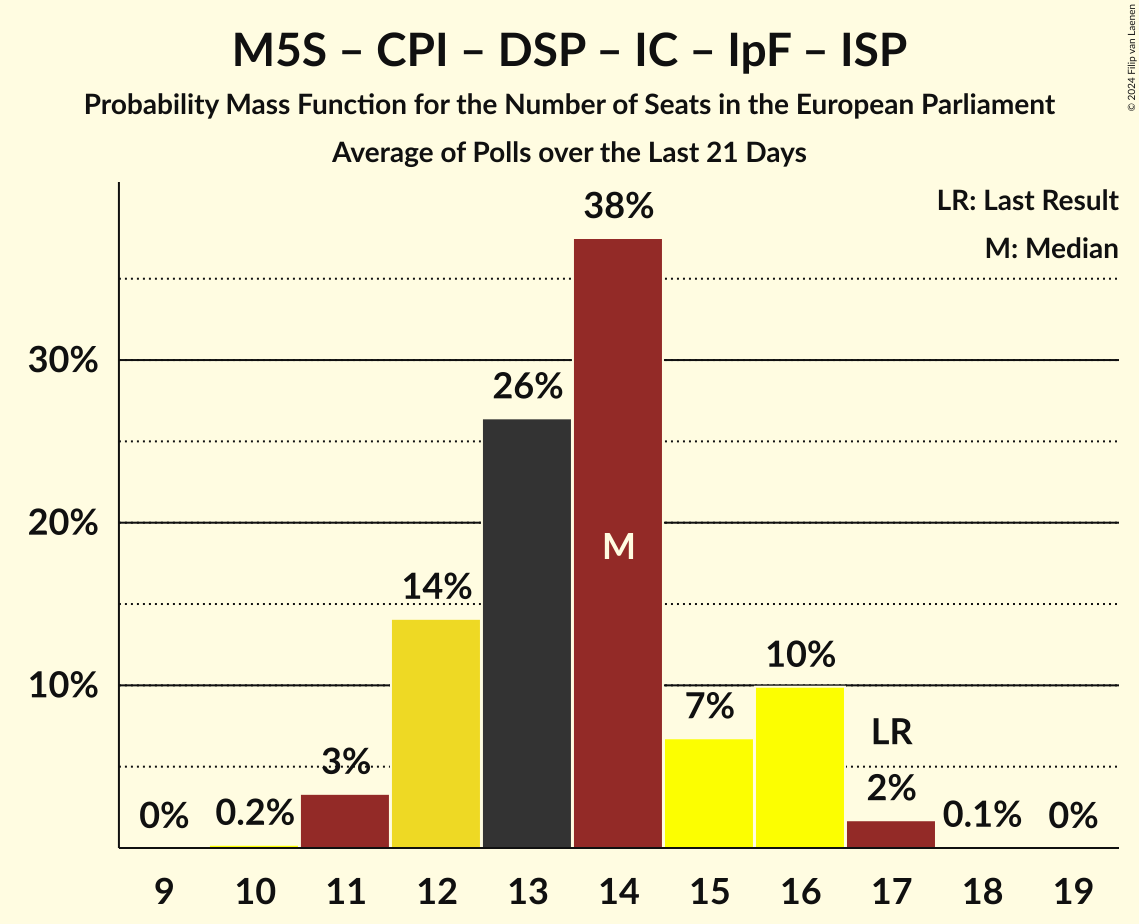 M5S – CPI – DSP – IC – IpF – ISP
Probability Mass Function for the Number of Seats in the European Parliament
Average of Polls over the Last 21 Days
© 2024 Filip van Laenen
LR: Last Result
M: Median
38%
30%
26%
20%
M
14%
10%
10%
7%
LR
3%
2%
0%
0.2%
0.1%
0%
9 10 11 12 13 14 15 16 17 18 19